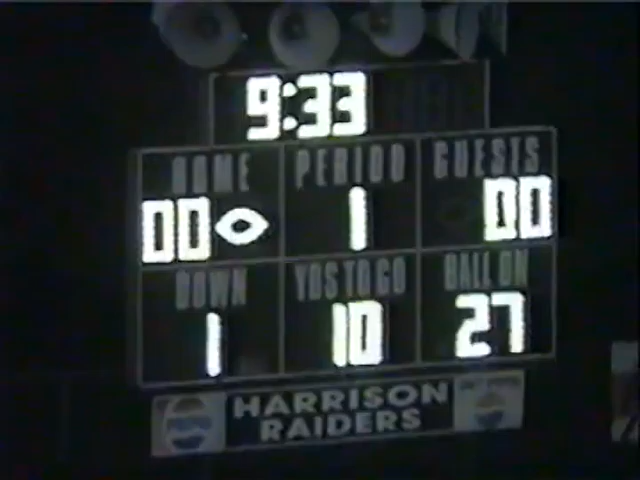 9:33
HOME PERIOD GUESTS
00 1 00
DOWN YDS TO GO BALL ON
1 10 27
HARRISON
RAIDERS